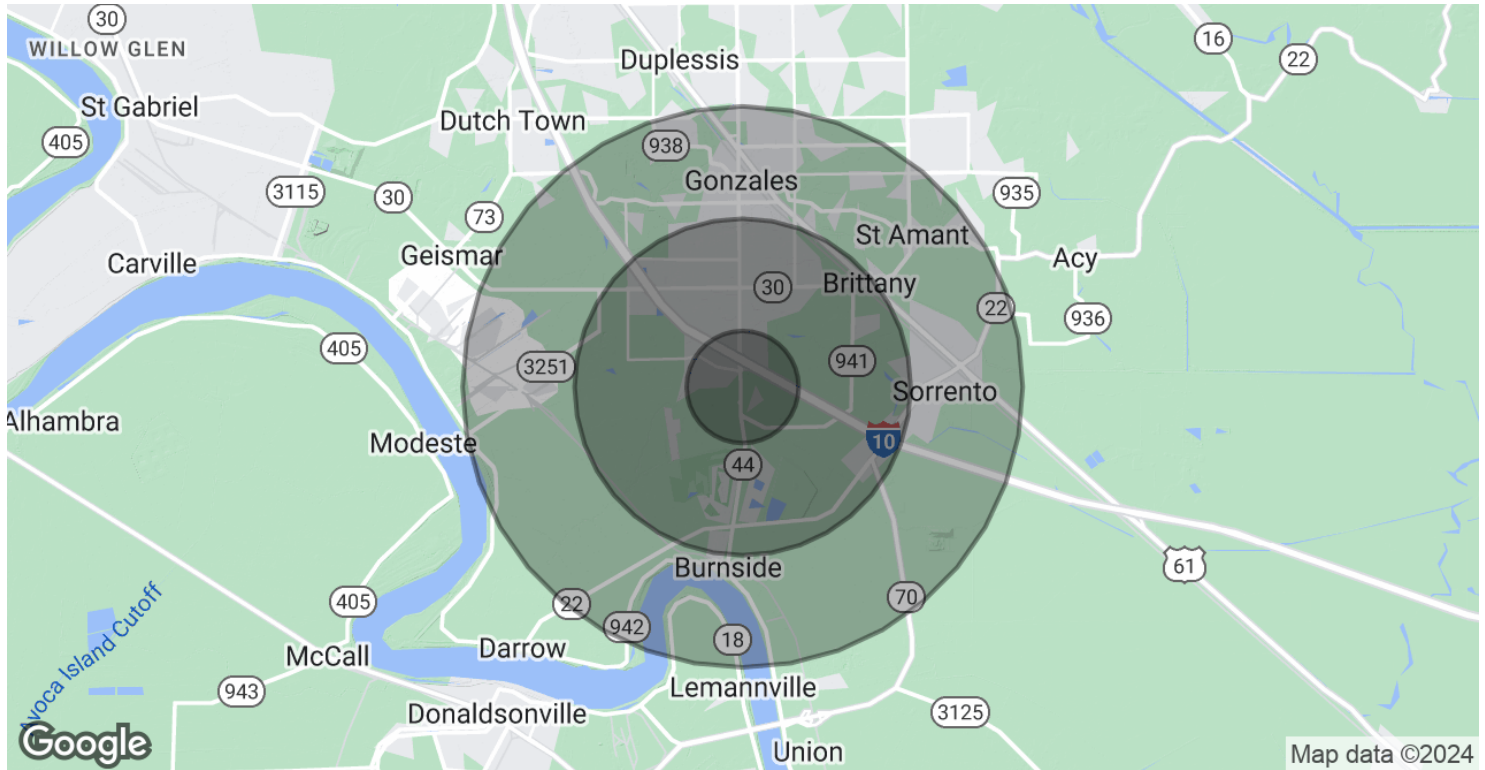 30
WILLOW GLEN
16
22
Duplessis
St Gabriel
Dutch Town
405
938
Gonzales
3115
30
935
73
St Amant
Geismar
Acy
Carville
Brittany
30
22
936
405
941
3251
Sorrento
Alhambra
Modeste
10
44
61
Burnside
405
22
70
942
18
Avoca Island Cutoff
Darrow
McCall
943
Lemannville
3125
Donaldsonville
Union
Google
Map data ©2024